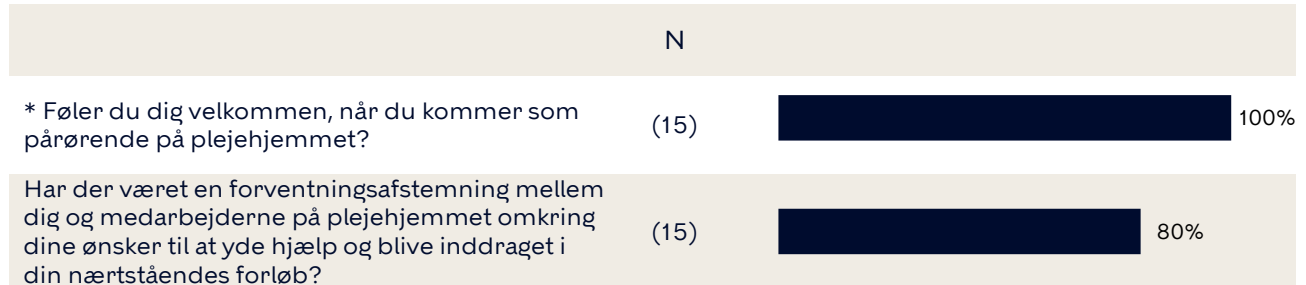 N
* Føler du dig velkommen, når du kommer som
pårørende på plejehjemmet?
(15)
100%
Har der været en forventningsafstemning mellem
dig og medarbejderne på plejehjemmet omkring
dine ønsker til at yde hjælp og blive inddraget i
din nærtståendes forløb?
(15)
80%